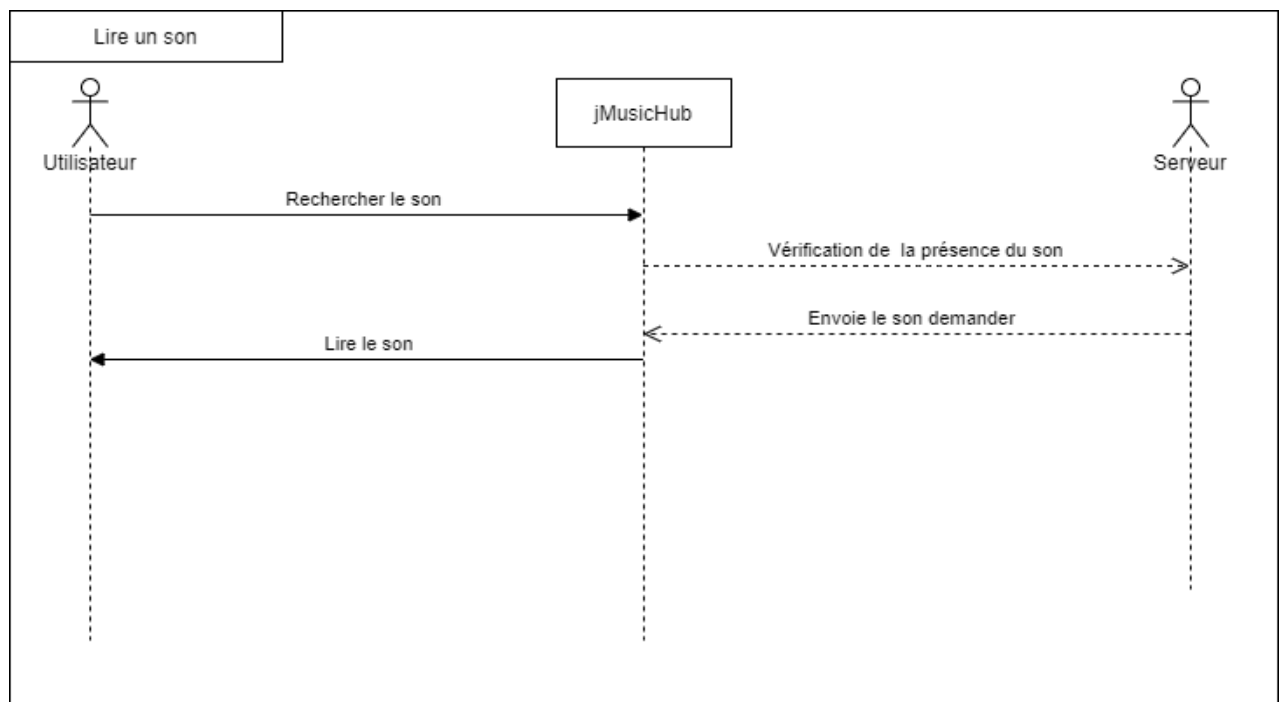 Lire un son
jMusicHub
Utilisateur
Serveur
Rechercher le son
Vérification de la présence du son
Envoie le son demander
Lire le son